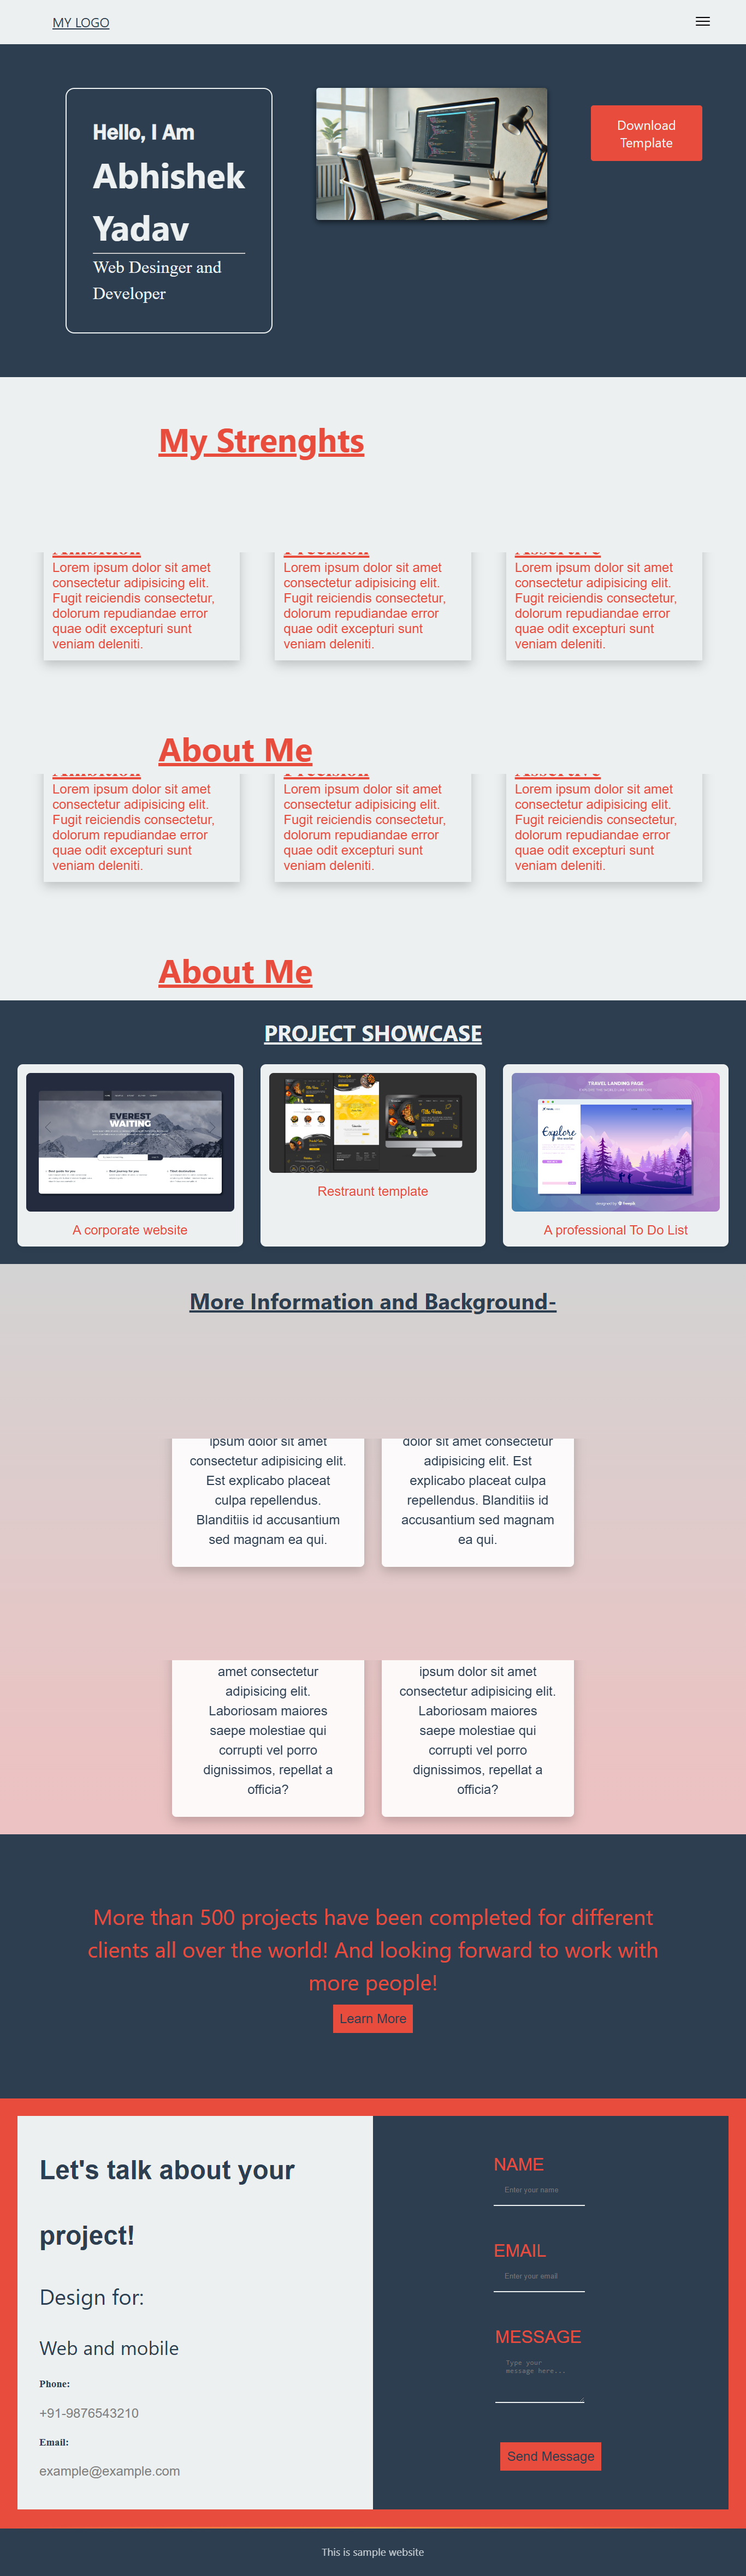 MY LOGO
Hello, I Am
Abhishek
Yadav
Web Desinger and
Developer
Download
Template
My Strenghts
Lorem ipsum dolor sit amet
consectetur adipisicing elit.
Fugit reiciendis consectetur,
dolorum repudiandae error
quae odit excepturi sunt
veniam deleniti.
Lorem ipsum dolor sit amet
consectetur adipisicing elit.
Fugit reiciendis consectetur,
dolorum repudiandae error
quae odit excepturi sunt
veniam deleniti.
Lorem ipsum dolor sit amet
consectetur adipisicing elit.
Fugit reiciendis consectetur,
dolorum repudiandae error
quae odit excepturi sunt
veniam deleniti.
About Me
Lorem ipsum dolor sit amet
consectetur adipisicing elit.
Fugit reiciendis consectetur,
dolorum repudiandae error
quae odit excepturi sunt
veniam deleniti.
Lorem ipsum dolor sit amet
consectetur adipisicing elit.
Fugit reiciendis consectetur,
dolorum repudiandae error
quae odit excepturi sunt
veniam deleniti.
Lorem ipsum dolor sit amet
consectetur adipisicing elit.
Fugit reiciendis consectetur,
dolorum repudiandae error
quae odit excepturi sunt
veniam deleniti.
About Me
PROJECT SHOWCASE
EVEREST
WAITING
A corporate website
Restraunt template
TRAVEL LANDING PAGE
Explore
A professional To Do List
More Information and Background-
ipsum dolor sit amet
consectetur adipisicing elit.
Est explicabo placeat
culpa repellendus.
Blanditiis id accusantium
sed magnam ea qui.
dolor sit amet consectetur
adipisicing elit. Est
explicabo placeat culpa
repellendus. Blanditiis id
accusantium sed magnam
ea qui.
amet consectetur
adipisicing elit.
Laboriosam maiores
saepe molestiae qui
corrupti vel porro
dignissimos, repellat a
officia?
ipsum dolor sit amet
consectetur adipisicing elit.
Laboriosam maiores
saepe molestiae qui
corrupti vel porro
dignissimos, repellat a
officia?
More than 500 projects have been completed for different
clients all over the world! And looking forward to work with
more people!
Learn More
Let's talk about your
project!
Design for:
Web and mobile
Phone:
+91-9876543210
Email:
example@example.com
NAME
Enter your name
EMAIL
Enter your email
MESSAGE
Type your
message here...
Send Message
This is sample website